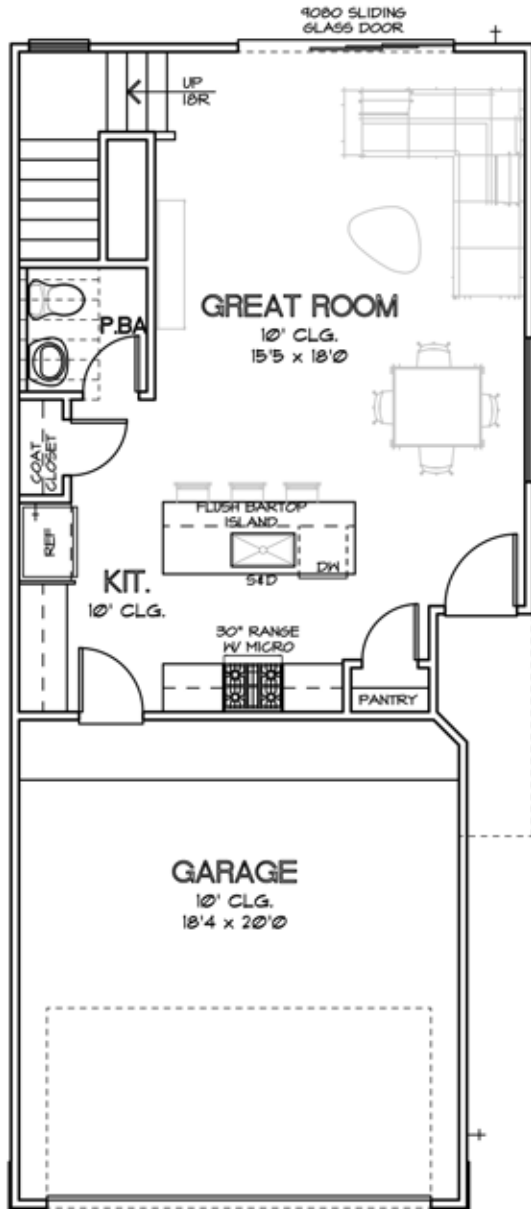 9080 SLIDING
GLASS DOOR
UP
18R
P.BA
GREAT ROOM
10' CLG.
15'5 x 18'0
COAT
CLOSET
REF
FLUSH BARTOP
ISLAND
S&D
DW
KIT.
10' CLG.
30" RANGE
W/ MICRO
PANTRY
GARAGE
10' CLG.
18'4 x 20'0